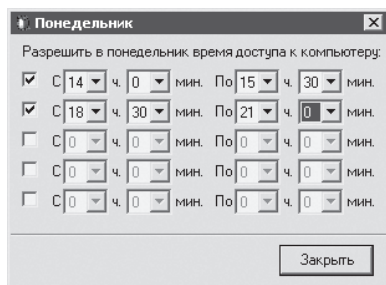 Понедельник
Разрешить в понедельник время доступа к компьютеру:
С 14 ч. 0 мин. По 15 ч. 30 мин.
С 18 ч. 30 мин. По 21 ч. 0 мин.
С 0 ч. 0 мин. По 0 ч. 0 мин.
С 0 ч. 0 мин. По 0 ч. 0 мин.
С 0 ч. 0 мин. По 0 ч. 0 мин.
Закрыть